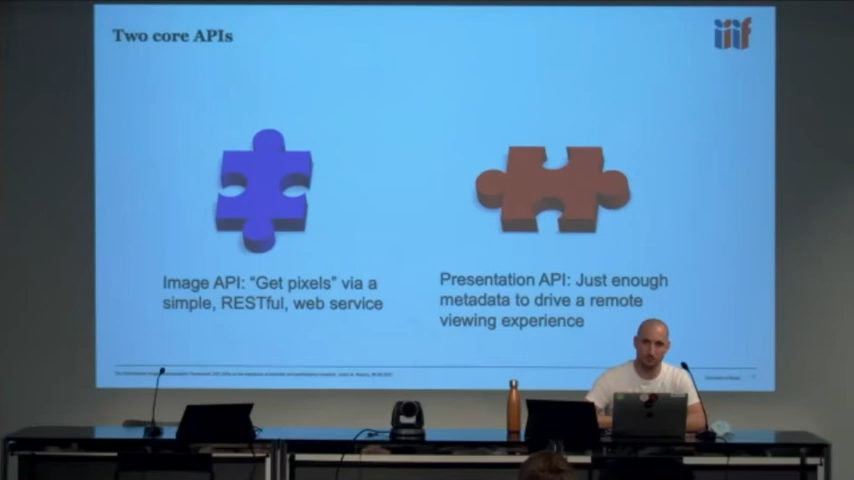 Two core APIs
iiif
Image API: “Get pixels” via a
simple, RESTful, web service
Presentation API: Just enough
metadata to drive a remote
viewing experience